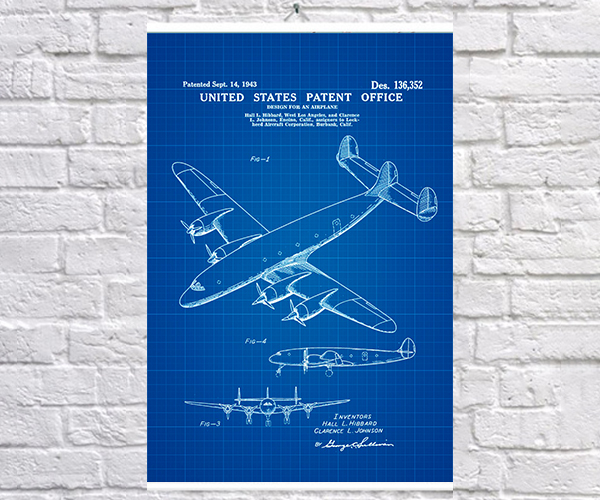 Patented Sept. 14, 1943 Des. 136,352
UNITED STATES PATENT OFFICE
DESIGN FOR AN AIRPLANE
Hall L. Hibbard, West Los Angeles, and Clarence
L. Johnson, Encino, Calif., assignors to Lock-
heed Aircraft Corporation, Burbank, Calif.
FIG-1
FIG-4
FIG-3
INVENTORS
HALL L. HIBBARD
CLARENCE L. JOHNSON
BY George Sullivan